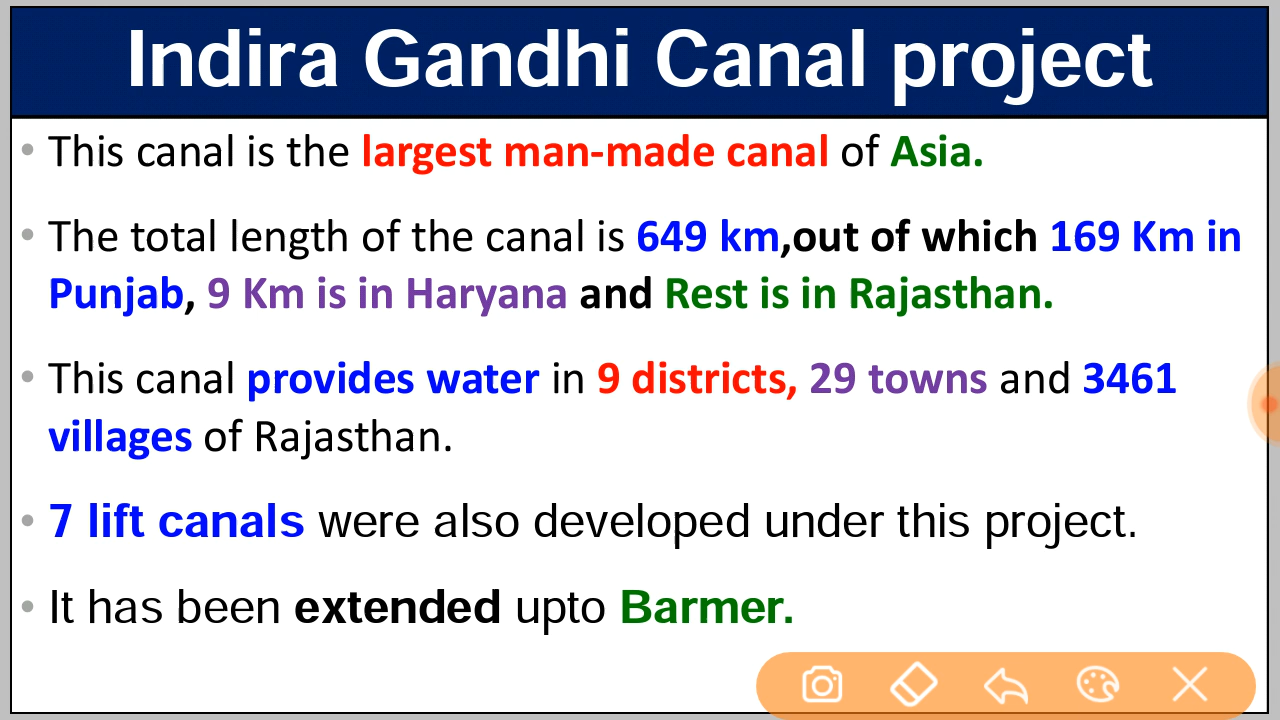 Indira Gandhi Canal project
• This canal is the largest man-made canal of Asia.
• The total length of the canal is 649 km,out of which 169 Km in
Punjab, 9 Km is in Haryana and Rest is in Rajasthan.
• This canal provides water in 9 districts, 29 towns and 3461
villages of Rajasthan.
• 7 lift canals were also developed under this project.
• It has been extended upto Barmer.